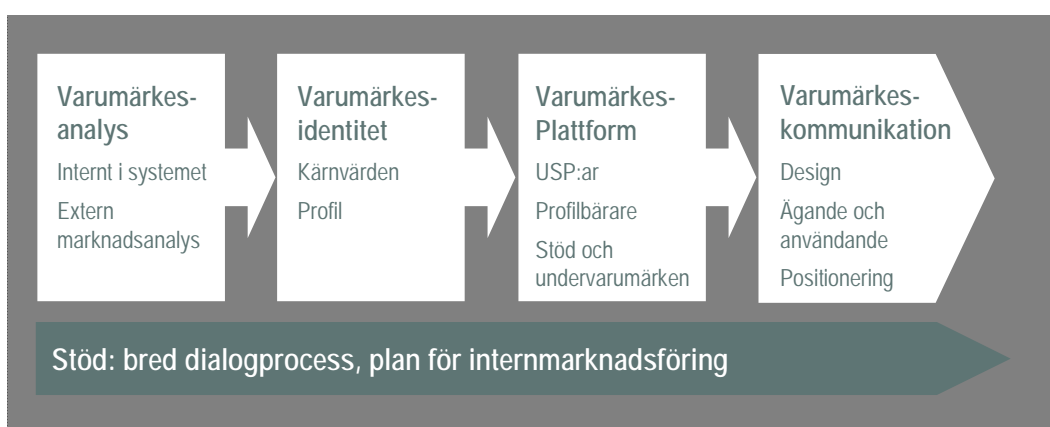 Varumärkes-
analys
Internt i systemet
Extern
marknadsanalys
Varumärkes-
identitet
Kärnvärden
Profil
Varumärkes-
Plattform
USP:ar
Profilbärare
Stöd och
undervarumärken
Varumärkes-
kommunikation
Design
Ägande och
användande
Positionering
Stöd: bred dialogprocess, plan för internmarknadsföring